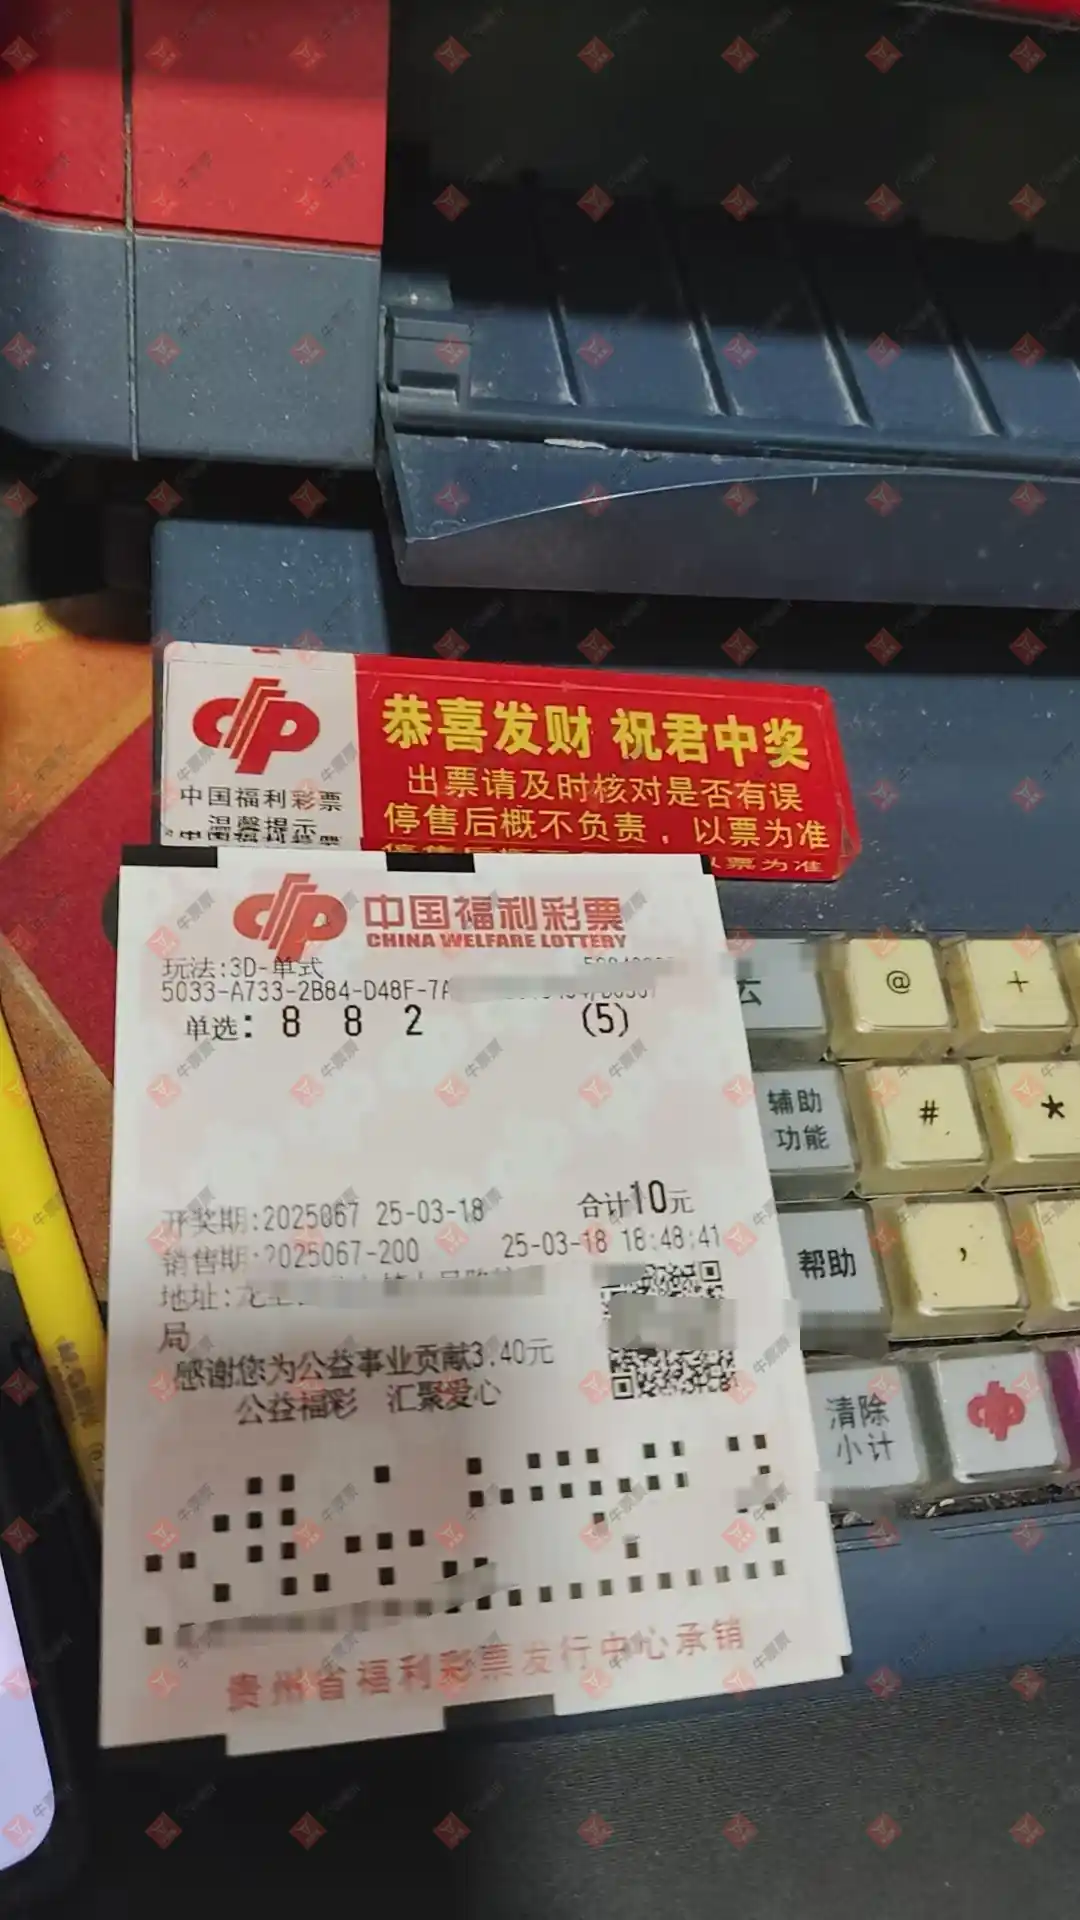 中国福利彩票
温馨提示
恭喜发财 祝君中奖
出票请及时核对是否有误
停售后概不负责，以票为准
中国福利彩票
CHINA WELFARE LOTTERY
玩法:3D-单式
5033-A733-2B84-D48F-7A
单选: 8 8 2 (5)
开奖期:2025067 25-03-18 合计10元
销售期:2025067-200 25-03-18 18:48:41
地址:龙
局
感谢您为公益事业贡献3.40元
公益福彩 汇聚爱心
贵州省福利彩票发行中心承销
@
+
辅助
功能
#
*
帮助
,
清除
小计
牛票票